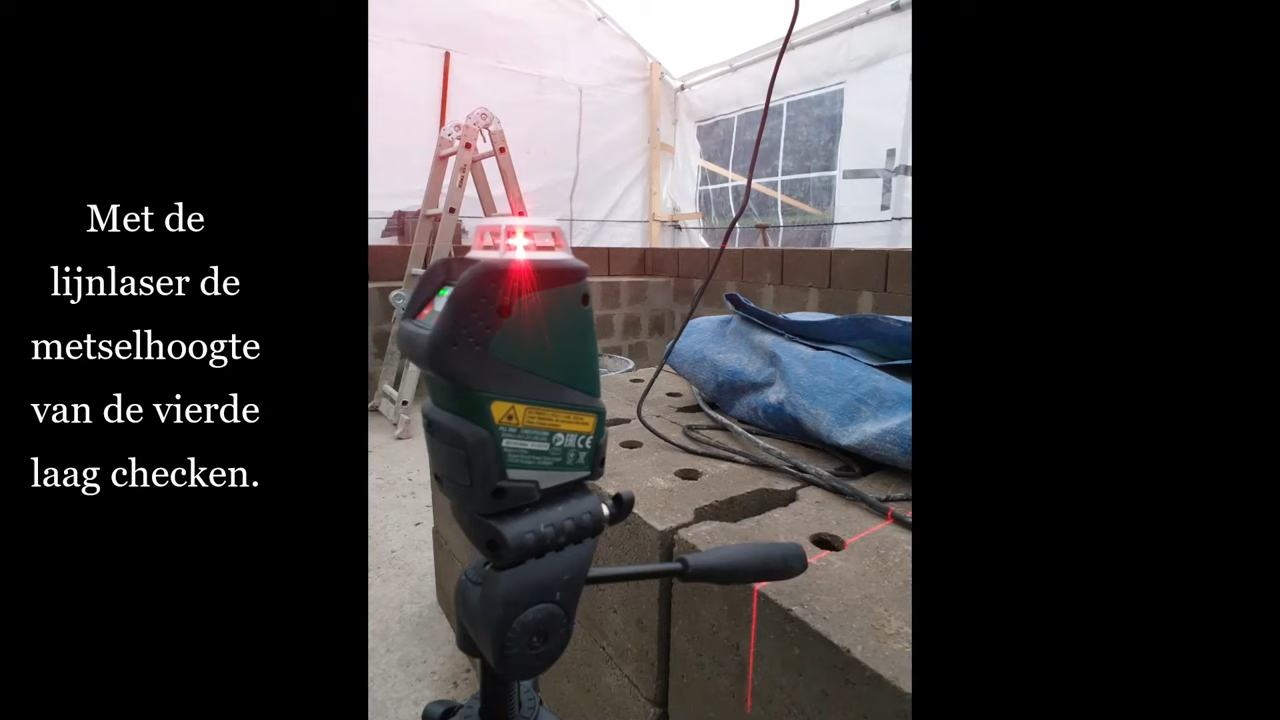 Met de
lijnlaser de
metselhoogte
van de vierde
laag checken.